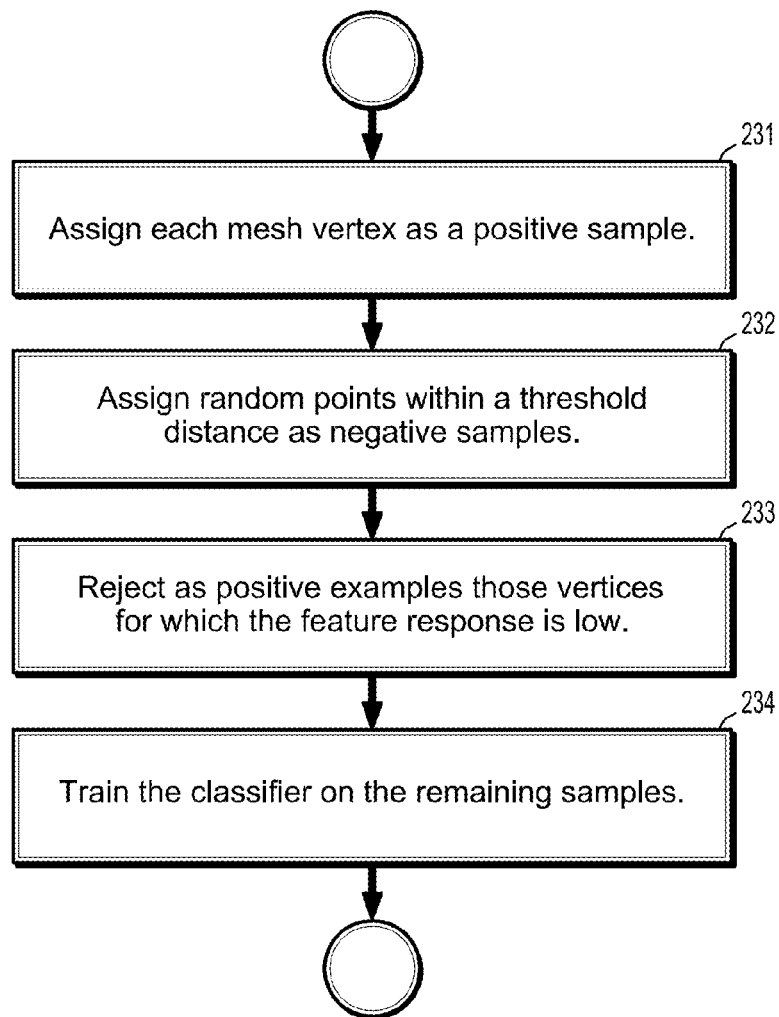 231
Assign each mesh vertex as a positive sample.
232
Assign random points within a threshold
distance as negative samples.
233
Reject as positive examples those vertices
for which the feature response is low.
234
Train the classifier on the remaining samples.